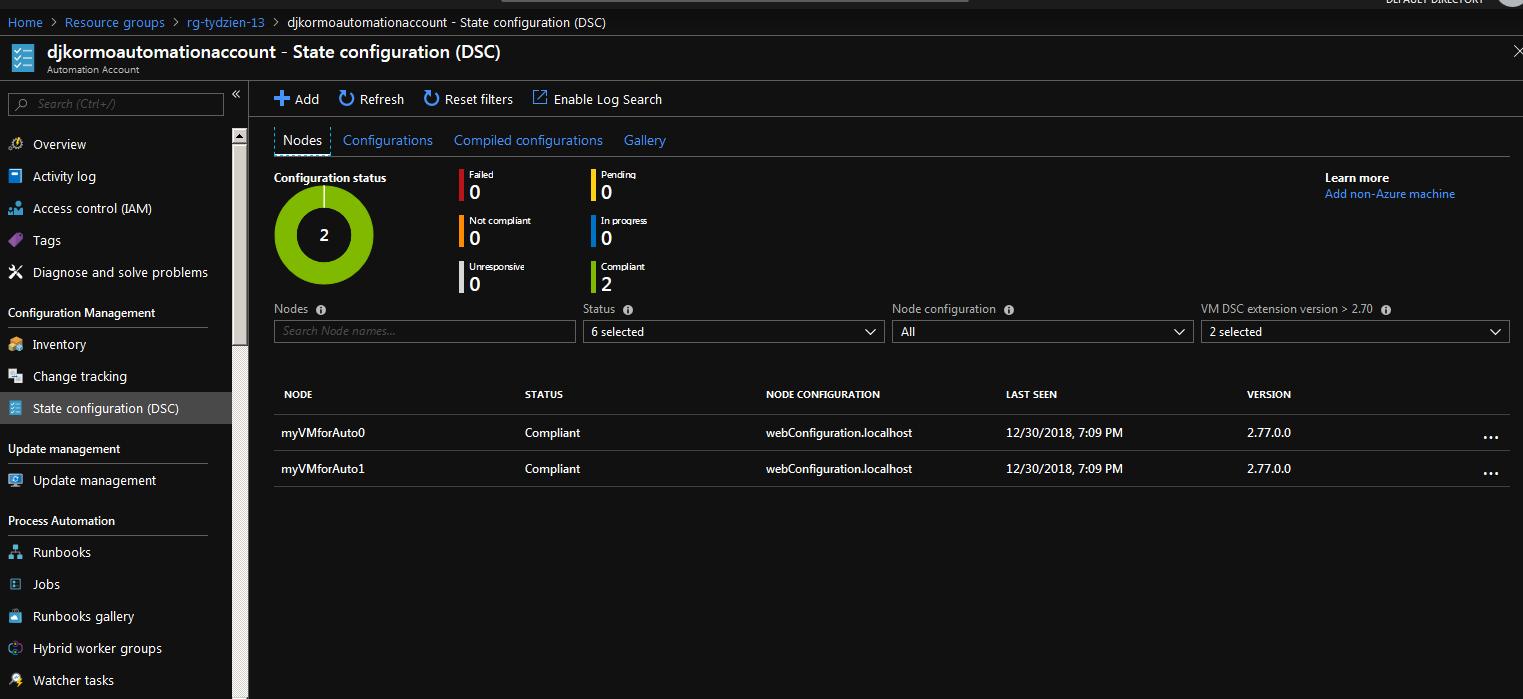 DEFAULT DIRECTORY
Home > Resource groups > rg-tydzien-13 > djkormoautomationaccount - State configuration (DSC)
djkormoautomationaccount - State configuration (DSC)
Automation Account
Search (Ctrl+/)
Overview
Activity log
Access control (IAM)
Tags
Diagnose and solve problems
Configuration Management
Inventory
Change tracking
State configuration (DSC)
Update management
Update management
Process Automation
Runbooks
Jobs
Runbooks gallery
Hybrid worker groups
Watcher tasks
Add Refresh Reset filters Enable Log Search
Nodes Configurations Compiled configurations Gallery
Configuration status
2
Failed
0
Pending
0
Not compliant
0
In progress
0
Unresponsive
0
Compliant
2
Learn more
Add non-Azure machine
Nodes Status Node configuration VM DSC extension version > 2.70
Search Node names... 6 selected All 2 selected
NODE STATUS NODE CONFIGURATION LAST SEEN VERSION
myVMforAuto0 Compliant webConfiguration.localhost 12/30/2018, 7:09 PM 2.77.0.0 ...
myVMforAuto1 Compliant webConfiguration.localhost 12/30/2018, 7:09 PM 2.77.0.0 ...